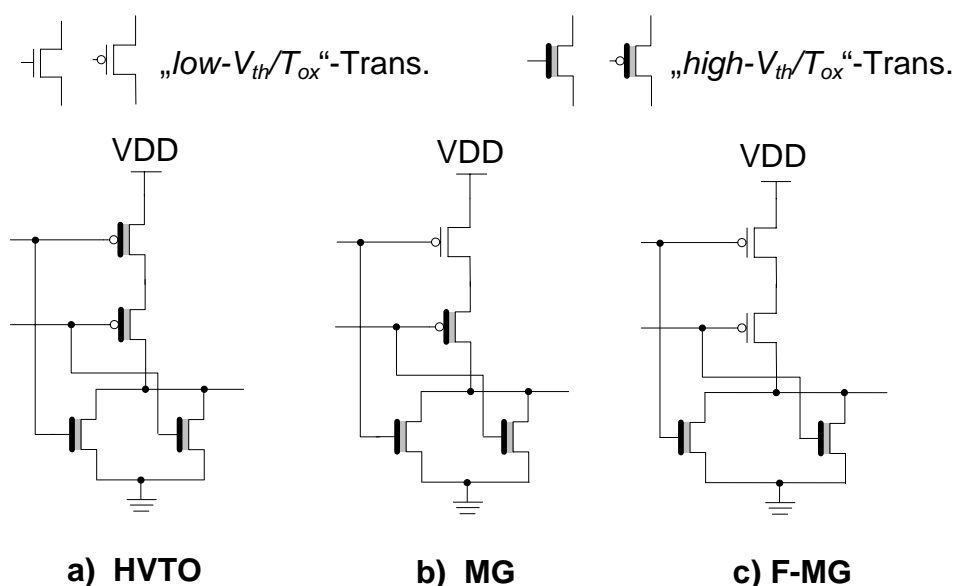 „low-Vth/Tox“-Trans. „high-Vth/Tox“-Trans.
VDD VDD VDD
a) HVTO b) MG c) F-MG